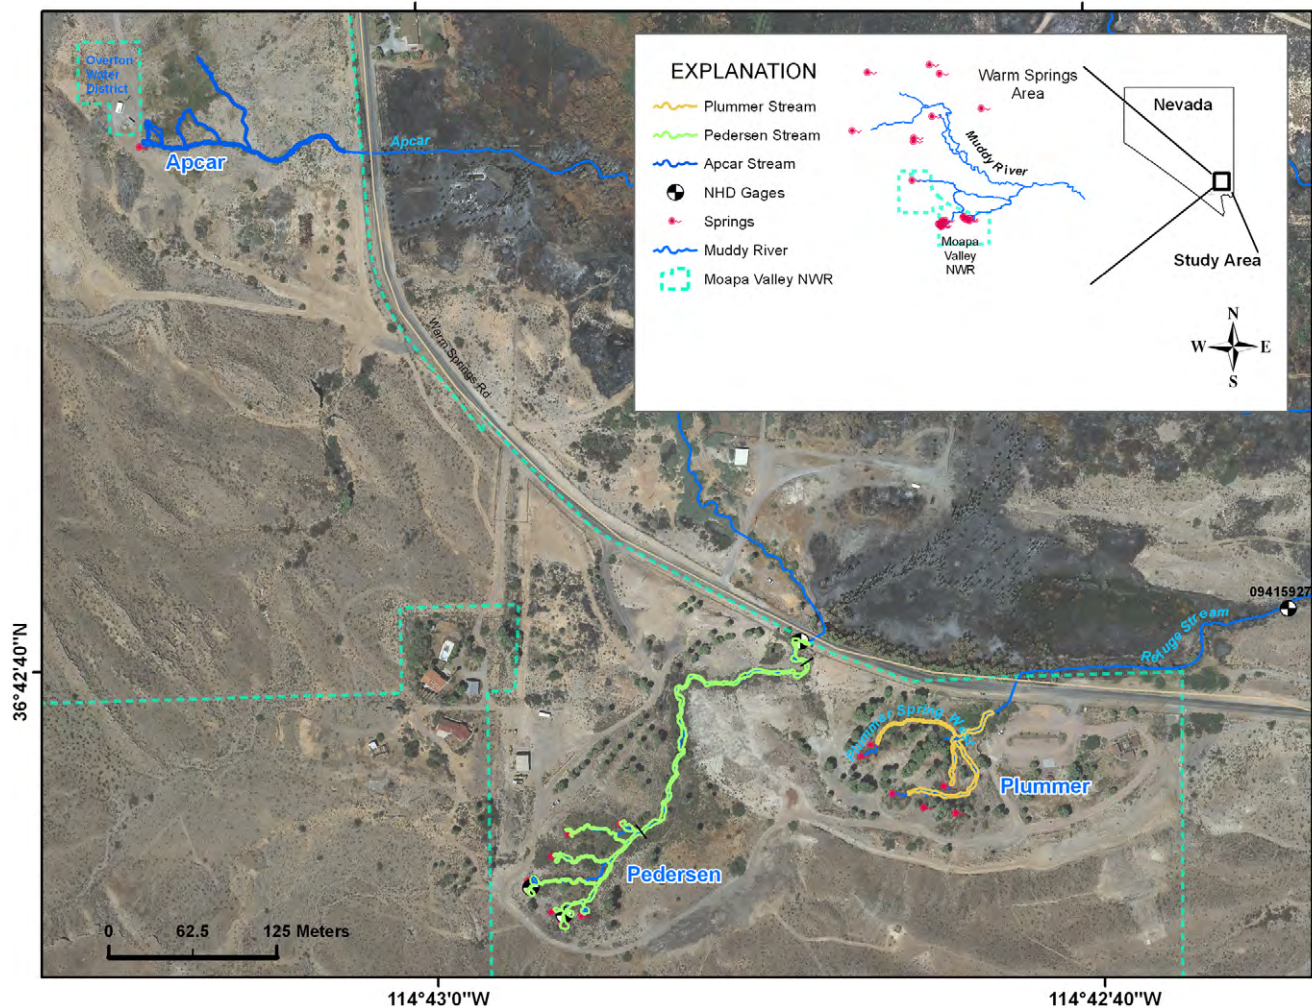 Overton
Water
District
Apcar
Apcar
Warm Springs Rd
EXPLANATION
Plummer Stream
Pedersen Stream
Apcar Stream
NHD Gages
Springs
Muddy River
Moapa Valley NWR
Warm Springs
Area
Muddy River
Moapa
Valley
NWR
Nevada
Study Area
N
W
E
S
09415927
Refuge Stream
Plummer Spring West
Plummer
Pedersen
0
62.5
125 Meters
36°42'40"N
114°43'0"W
114°42'40"W